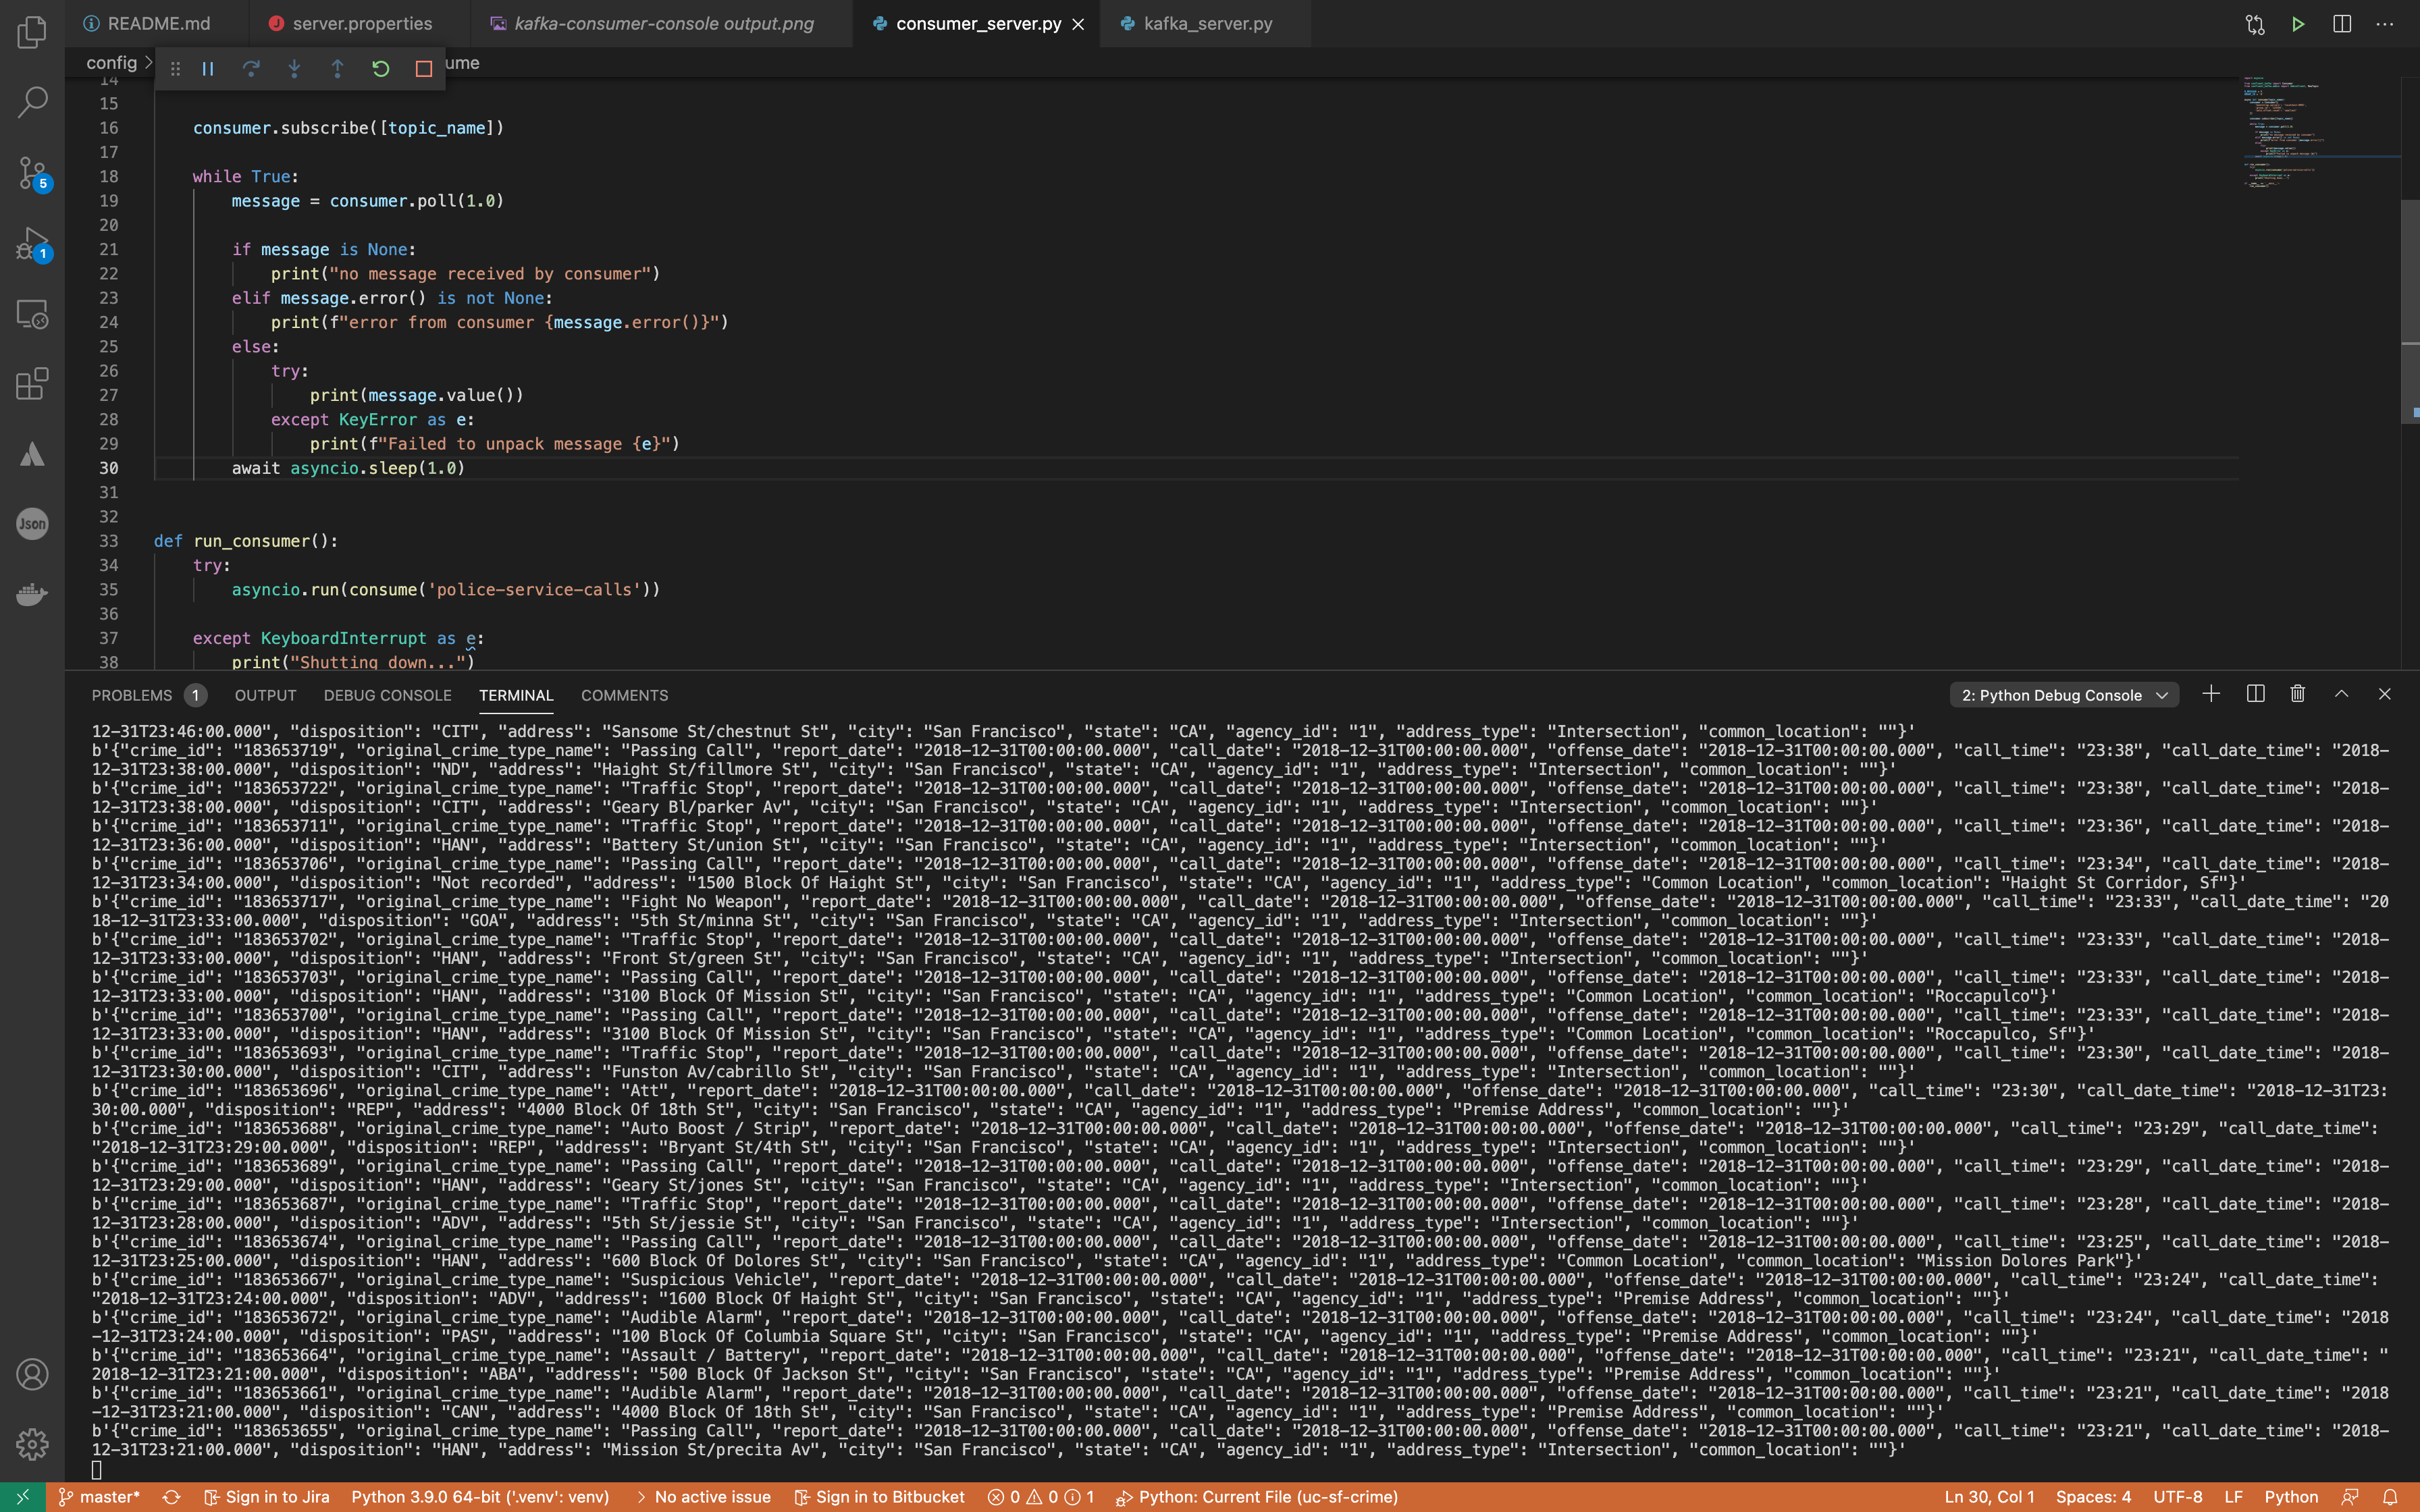 README.md server.properties kafka-consumer-console output.png consumer_server.py kafka_server.py
config ume
14
15
16 consumer.subscribe([topic_name])
17
18 while True:
19 message = consumer.poll(1.0)
20
21 if message is None:
22 print("no message received by consumer")
23 elif message.error() is not None:
24 print(f"error from consumer {message.error()}")
25 else:
26 try:
27 print(message.value())
28 except KeyError as e:
29 print(f"Failed to unpack message {e}")
30 await asyncio.sleep(1.0)
31
32
33 def run_consumer():
34 try:
35 asyncio.run(consume('police-service-calls'))
36
37 except KeyboardInterrupt as e:
38 print("Shutting down...")
5
1
Json
PROBLEMS 1 OUTPUT DEBUG CONSOLE TERMINAL COMMENTS 2: Python Debug Console
12-31T23:46:00.000", "disposition": "CIT", "address": "Sansome St/chestnut St", "city": "San Francisco", "state": "CA", "agency_id": "1", "address_type": "Intersection", "common_location": ""}'
b'{"crime_id": "183653719", "original_crime_type_name": "Passing Call", "report_date": "2018-12-31T00:00:00.000", "call_date": "2018-12-31T00:00:00.000", "offense_date": "2018-12-31T00:00:00.000", "call_time": "23:38", "call_date_time": "2018-
12-31T23:38:00.000", "disposition": "ND", "address": "Haight St/fillmore St", "city": "San Francisco", "state": "CA", "agency_id": "1", "address_type": "Intersection", "common_location": ""}'
b'{"crime_id": "183653722", "original_crime_type_name": "Traffic Stop", "report_date": "2018-12-31T00:00:00.000", "call_date": "2018-12-31T00:00:00.000", "offense_date": "2018-12-31T00:00:00.000", "call_time": "23:38", "call_date_time": "2018-
12-31T23:38:00.000", "disposition": "CIT", "address": "Geary Bl/parker Av", "city": "San Francisco", "state": "CA", "agency_id": "1", "address_type": "Intersection", "common_location": ""}'
b'{"crime_id": "183653711", "original_crime_type_name": "Traffic Stop", "report_date": "2018-12-31T00:00:00.000", "call_date": "2018-12-31T00:00:00.000", "offense_date": "2018-12-31T00:00:00.000", "call_time": "23:36", "call_date_time": "2018-
12-31T23:36:00.000", "disposition": "HAN", "address": "Battery St/union St", "city": "San Francisco", "state": "CA", "agency_id": "1", "address_type": "Intersection", "common_location": ""}'
b'{"crime_id": "183653706", "original_crime_type_name": "Passing Call", "report_date": "2018-12-31T00:00:00.000", "call_date": "2018-12-31T00:00:00.000", "offense_date": "2018-12-31T00:00:00.000", "call_time": "23:34", "call_date_time": "2018-
12-31T23:34:00.000", "disposition": "Not recorded", "address": "1500 Block Of Haight St", "city": "San Francisco", "state": "CA", "agency_id": "1", "address_type": "Common Location", "common_location": "Haight St Corridor, Sf"}'
b'{"crime_id": "183653717", "original_crime_type_name": "Fight No Weapon", "report_date": "2018-12-31T00:00:00.000", "call_date": "2018-12-31T00:00:00.000", "offense_date": "2018-12-31T00:00:00.000", "call_time": "23:33", "call_date_time": "20
18-12-31T23:33:00.000", "disposition": "GOA", "address": "5th St/minna St", "city": "San Francisco", "state": "CA", "agency_id": "1", "address_type": "Intersection", "common_location": ""}'
b'{"crime_id": "183653702", "original_crime_type_name": "Traffic Stop", "report_date": "2018-12-31T00:00:00.000", "call_date": "2018-12-31T00:00:00.000", "offense_date": "2018-12-31T00:00:00.000", "call_time": "23:33", "call_date_time": "2018-
12-31T23:33:00.000", "disposition": "HAN", "address": "Front St/green St", "city": "San Francisco", "state": "CA", "agency_id": "1", "address_type": "Intersection", "common_location": ""}'
b'{"crime_id": "183653703", "original_crime_type_name": "Passing Call", "report_date": "2018-12-31T00:00:00.000", "call_date": "2018-12-31T00:00:00.000", "offense_date": "2018-12-31T00:00:00.000", "call_time": "23:33", "call_date_time": "2018-
12-31T23:33:00.000", "disposition": "HAN", "address": "3100 Block Of Mission St", "city": "San Francisco", "state": "CA", "agency_id": "1", "address_type": "Common Location", "common_location": "Roccapulco"}'
b'{"crime_id": "183653700", "original_crime_type_name": "Passing Call", "report_date": "2018-12-31T00:00:00.000", "call_date": "2018-12-31T00:00:00.000", "offense_date": "2018-12-31T00:00:00.000", "call_time": "23:33", "call_date_time": "2018-
12-31T23:33:00.000", "disposition": "HAN", "address": "3100 Block Of Mission St", "city": "San Francisco", "state": "CA", "agency_id": "1", "address_type": "Common Location", "common_location": "Roccapulco, Sf"}'
b'{"crime_id": "183653693", "original_crime_type_name": "Traffic Stop", "report_date": "2018-12-31T00:00:00.000", "call_date": "2018-12-31T00:00:00.000", "offense_date": "2018-12-31T00:00:00.000", "call_time": "23:30", "call_date_time": "2018-
12-31T23:30:00.000", "disposition": "CIT", "address": "Funston Av/cabrillo St", "city": "San Francisco", "state": "CA", "agency_id": "1", "address_type": "Intersection", "common_location": ""}'
b'{"crime_id": "183653696", "original_crime_type_name": "Att", "report_date": "2018-12-31T00:00:00.000", "call_date": "2018-12-31T00:00:00.000", "offense_date": "2018-12-31T00:00:00.000", "call_time": "23:30", "call_date_time": "2018-12-31T23:
30:00.000", "disposition": "REP", "address": "4000 Block Of 18th St", "city": "San Francisco", "state": "CA", "agency_id": "1", "address_type": "Premise Address", "common_location": ""}'
b'{"crime_id": "183653688", "original_crime_type_name": "Auto Boost / Strip", "report_date": "2018-12-31T00:00:00.000", "call_date": "2018-12-31T00:00:00.000", "offense_date": "2018-12-31T00:00:00.000", "call_time": "23:29", "call_date_time":
"2018-12-31T23:29:00.000", "disposition": "REP", "address": "Bryant St/4th St", "city": "San Francisco", "state": "CA", "agency_id": "1", "address_type": "Intersection", "common_location": ""}'
b'{"crime_id": "183653689", "original_crime_type_name": "Passing Call", "report_date": "2018-12-31T00:00:00.000", "call_date": "2018-12-31T00:00:00.000", "offense_date": "2018-12-31T00:00:00.000", "call_time": "23:29", "call_date_time": "2018-
12-31T23:29:00.000", "disposition": "HAN", "address": "Geary St/jones St", "city": "San Francisco", "state": "CA", "agency_id": "1", "address_type": "Intersection", "common_location": ""}'
b'{"crime_id": "183653687", "original_crime_type_name": "Traffic Stop", "report_date": "2018-12-31T00:00:00.000", "call_date": "2018-12-31T00:00:00.000", "offense_date": "2018-12-31T00:00:00.000", "call_time": "23:28", "call_date_time": "2018-
12-31T23:28:00.000", "disposition": "ADV", "address": "5th St/jessie St", "city": "San Francisco", "state": "CA", "agency_id": "1", "address_type": "Intersection", "common_location": ""}'
b'{"crime_id": "183653674", "original_crime_type_name": "Passing Call", "report_date": "2018-12-31T00:00:00.000", "call_date": "2018-12-31T00:00:00.000", "offense_date": "2018-12-31T00:00:00.000", "call_time": "23:25", "call_date_time": "2018-
12-31T23:25:00.000", "disposition": "HAN", "address": "600 Block Of Dolores St", "city": "San Francisco", "state": "CA", "agency_id": "1", "address_type": "Common Location", "common_location": "Mission Dolores Park"}'
b'{"crime_id": "183653667", "original_crime_type_name": "Suspicious Vehicle", "report_date": "2018-12-31T00:00:00.000", "call_date": "2018-12-31T00:00:00.000", "offense_date": "2018-12-31T00:00:00.000", "call_time": "23:24", "call_date_time":
"2018-12-31T23:24:00.000", "disposition": "ADV", "address": "1600 Block Of Haight St", "city": "San Francisco", "state": "CA", "agency_id": "1", "address_type": "Premise Address", "common_location": ""}'
b'{"crime_id": "183653672", "original_crime_type_name": "Audible Alarm", "report_date": "2018-12-31T00:00:00.000", "call_date": "2018-12-31T00:00:00.000", "offense_date": "2018-12-31T00:00:00.000", "call_time": "23:24", "call_date_time": "2018
-12-31T23:24:00.000", "disposition": "PAS", "address": "100 Block Of Columbia Square St", "city": "San Francisco", "state": "CA", "agency_id": "1", "address_type": "Premise Address", "common_location": ""}'
b'{"crime_id": "183653664", "original_crime_type_name": "Assault / Battery", "report_date": "2018-12-31T00:00:00.000", "call_date": "2018-12-31T00:00:00.000", "offense_date": "2018-12-31T00:00:00.000", "call_time": "23:21", "call_date_time": "
2018-12-31T23:21:00.000", "disposition": "ABA", "address": "500 Block Of Jackson St", "city": "San Francisco", "state": "CA", "agency_id": "1", "address_type": "Premise Address", "common_location": ""}'
b'{"crime_id": "183653661", "original_crime_type_name": "Audible Alarm", "report_date": "2018-12-31T00:00:00.000", "call_date": "2018-12-31T00:00:00.000", "offense_date": "2018-12-31T00:00:00.000", "call_time": "23:21", "call_date_time": "2018
-12-31T23:21:00.000", "disposition": "CAN", "address": "4000 Block Of 18th St", "city": "San Francisco", "state": "CA", "agency_id": "1", "address_type": "Premise Address", "common_location": ""}'
b'{"crime_id": "183653655", "original_crime_type_name": "Passing Call", "report_date": "2018-12-31T00:00:00.000", "call_date": "2018-12-31T00:00:00.000", "offense_date": "2018-12-31T00:00:00.000", "call_time": "23:21", "call_date_time": "2018-
12-31T23:21:00.000", "disposition": "HAN", "address": "Mission St/precita Av", "city": "San Francisco", "state": "CA", "agency_id": "1", "address_type": "Intersection", "common_location": ""}'
master* Sign in to Jira Python 3.9.0 64-bit ('.venv': venv) No active issue Sign in to Bitbucket 0 0 1 Python: Current File (uc-sf-crime) Ln 30, Col 1 Spaces: 4 UTF-8 LF Python